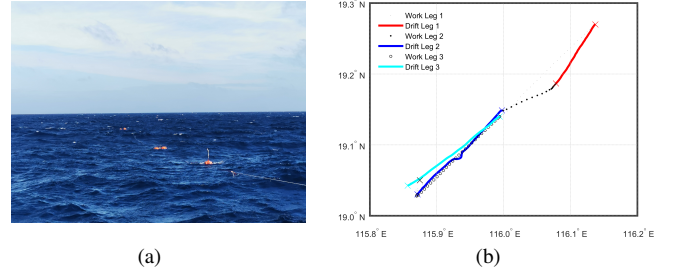 19.3° N
Work Leg 1
Drift Leg 1
Work Leg 2
Drift Leg 2
Work Leg 3
Drift Leg 3
19.2° N
19.1° N
19.0° N
115.8° E 115.9° E 116.0° E 116.1° E 116.2° E
(a) (b)